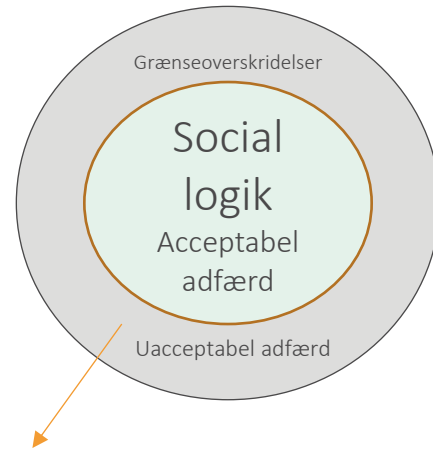 Grænseoverskridelser
Social
logik
Acceptabel
adfærd
Uacceptabel adfærd